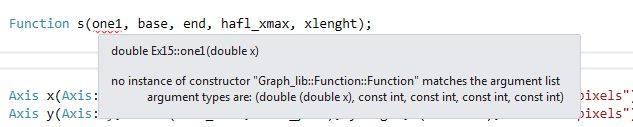 Function s(one1, base, end, hafl_xmax, xlenght);
double Ex15::one1(double x)
no instance of constructor "Graph_lib::Function::Function" matches the argument list
argument types are: (double (double x), const int, const int, const int, const int)
Axis x(Axis: pixels"
Axis y(Axis: pixels"